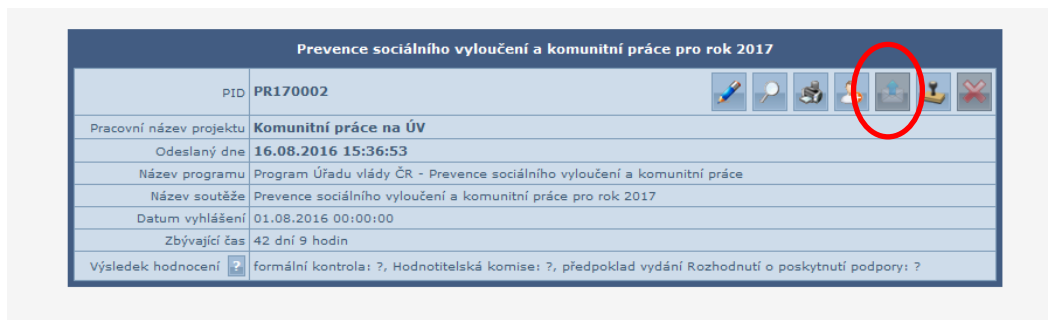 Prevence sociálního vyloučení a komunitní práce pro rok 2017
PID PR170002
Pracovní název projektu Komunitní práce na ÚV
Odeslaný dne 16.08.2016 15:36:53
Název programu Program Úřadu vlády ČR - Prevence sociálního vyloučení a komunitní práce
Název soutěže Prevence sociálního vyloučení a komunitní práce pro rok 2017
Datum vyhlášení 01.08.2016 00:00:00
Zbývající čas 42 dní 9 hodin
Výsledek hodnocení ? formální kontrola: ?, Hodnotitelská komise: ?, předpoklad vydání Rozhodnutí o poskytnutí podpory: ?